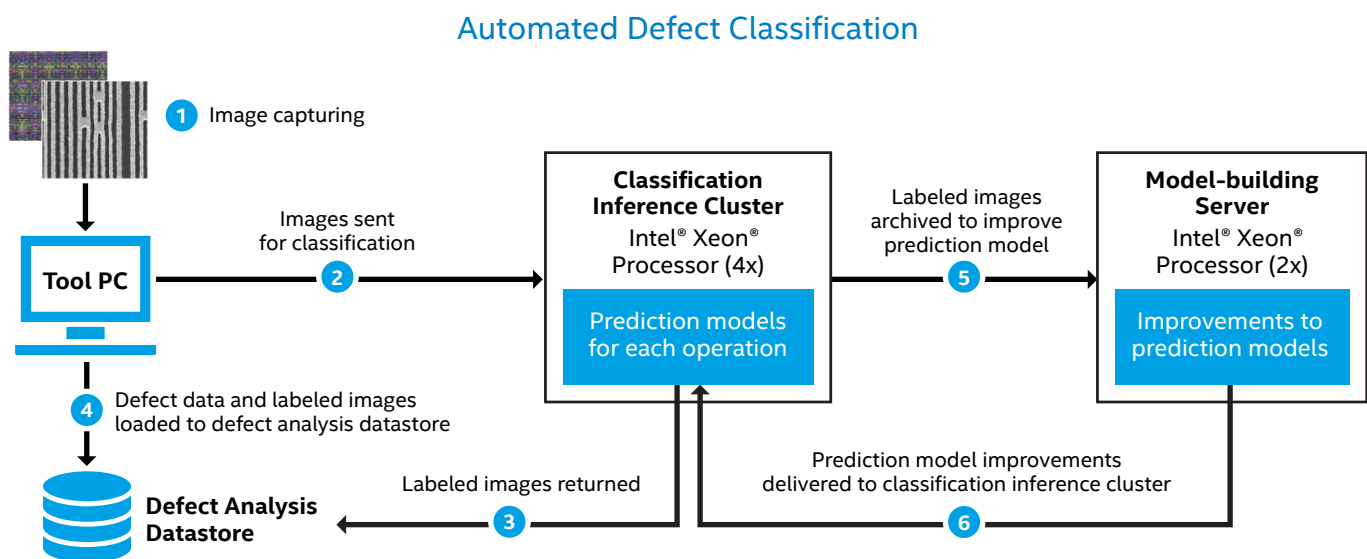 Automated Defect Classification
1 Image capturing
Tool PC
Images sent
for classification
2
Classification
Inference Cluster
Intel® Xeon®
Processor (4x)
Prediction models
for each operation
Labeled images
archived to improve
prediction model
5
Model-building
Server
Intel® Xeon®
Processor (2x)
Improvements to
prediction models
4 Defect data and labeled images
loaded to defect analysis datastore
Defect Analysis
Datastore
Labeled images returned
3
Prediction model improvements
delivered to classification inference cluster
6